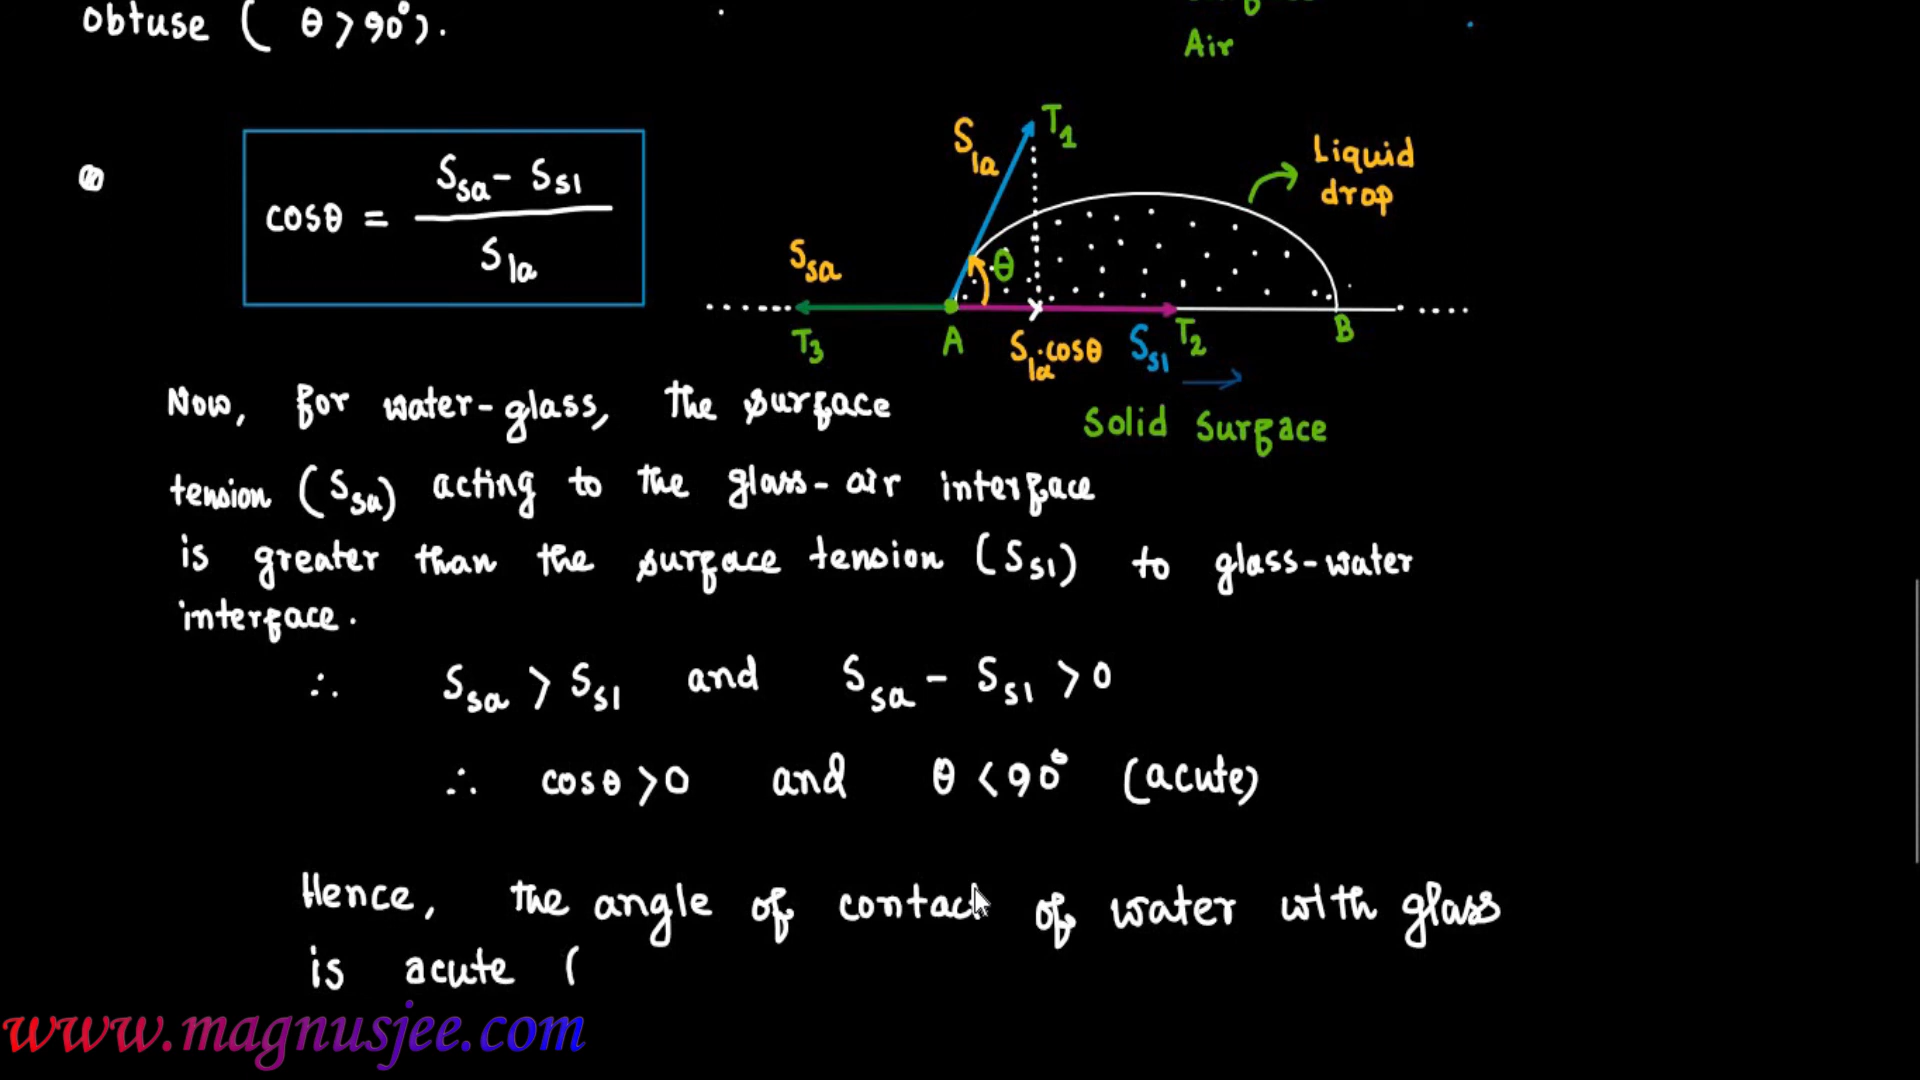 obtuse ( θ > 90°).
Air
cosθ = (S_sa - S_sl) / S_la
S_la
T1
Liquid
drop
S_sa
θ
T3
A
S_la.cosθ
S_sl
T2
B
Solid Surface
Now, for water-glass, the surface
tension (S_sa) acting to the glass-air interface
is greater than the surface tension (S_sl) to glass-water
interface.
∴ S_sa > S_sl and S_sa - S_sl > 0
∴ cosθ > 0 and θ < 90° (acute)
Hence, the angle of contact of water with glass
is acute (
www.magnusjee.com